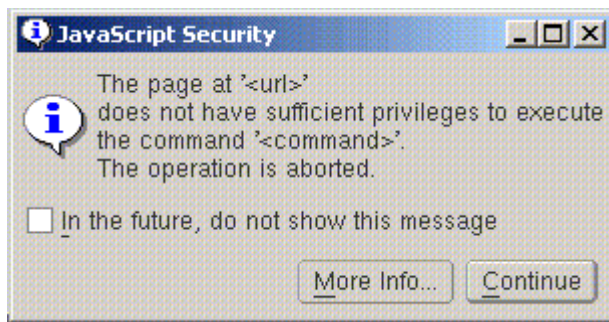 JavaScript Security
The page at '<url>'
does not have sufficient privileges to execute
the command '<command>'.
The operation is aborted.
In the future, do not show this message
More Info... Continue